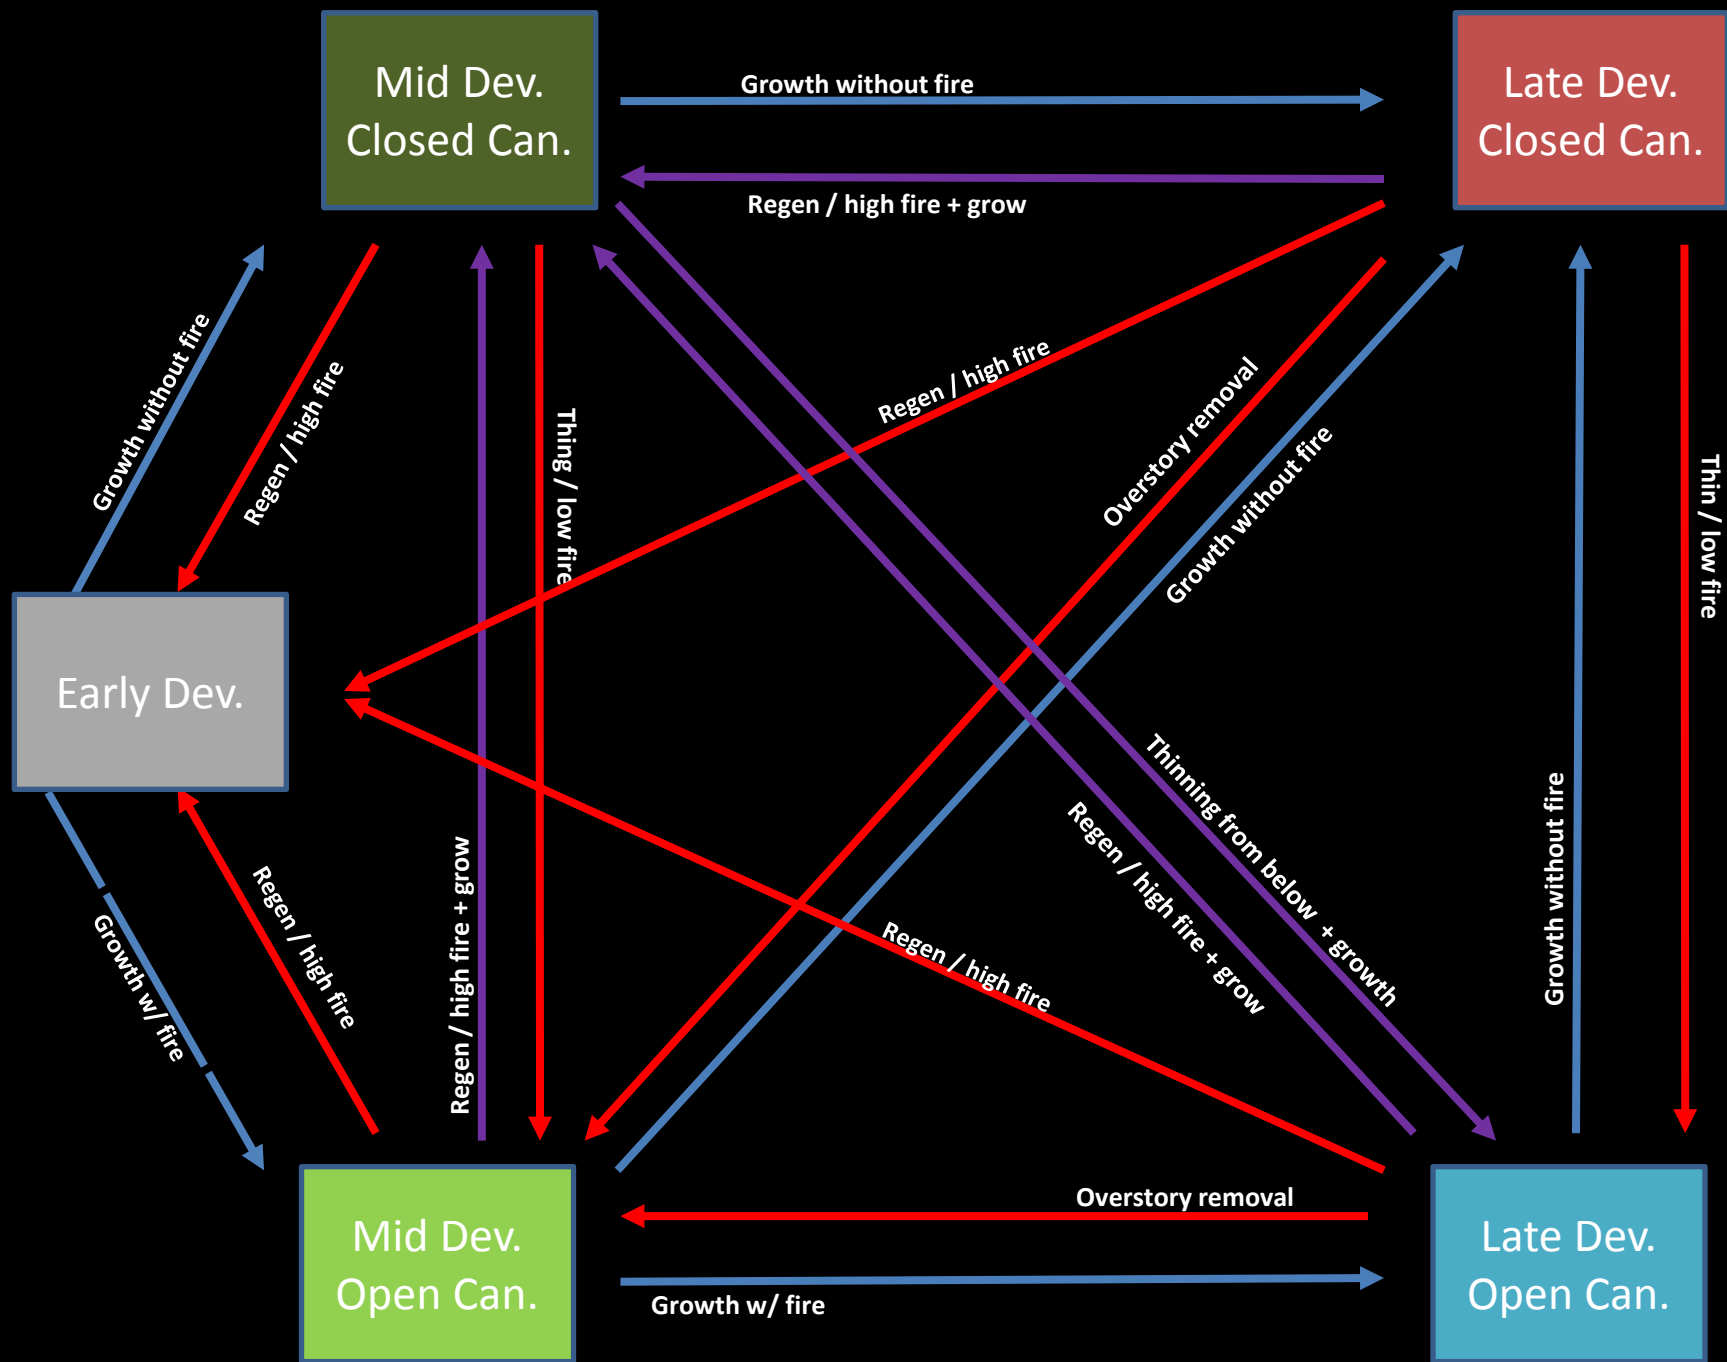 Mid Dev.
Closed Can.
Growth without fire
Late Dev.
Closed Can.
Regen / high fire + grow
Growth without fire
Regen / high fire
Thing / low fire
Regen / high fire
Overstory removal
Growth without fire
Thin / low fire
Early Dev.
Growth w/ fire
Regen / high fire
Regen / high fire + grow
Regen / high fire
Regen / high fire + grow
Thinning from below + growth
Growth without fire
Mid Dev.
Open Can.
Overstory removal
Growth w/ fire
Late Dev.
Open Can.